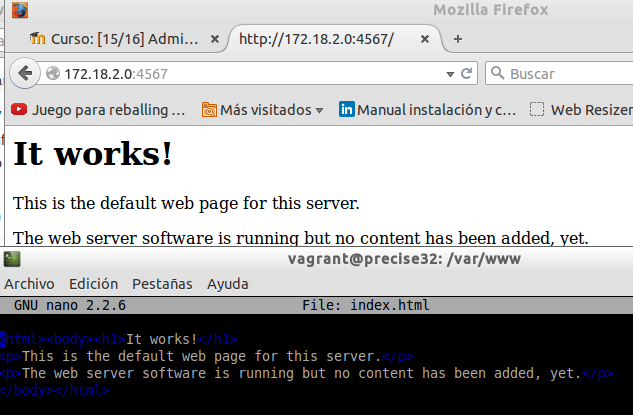 Mozilla Firefox
Curso: [15/16] Admi...
http://172.18.2.0:4567/
172.18.2.0:4567
Buscar
Juego para reballing ...
Más visitados
Manual instalación y c...
Web Resizer
It works!
This is the default web page for this server.
The web server software is running but no content has been added, yet.
vagrant@precise32: /var/www
Archivo Edición Pestañas Ayuda
GNU nano 2.2.6 File: index.html
<html><body><h1>It works!</h1>
<p>This is the default web page for this server.</p>
<p>The web server software is running but no content has been added, yet.</p>
</body></html>